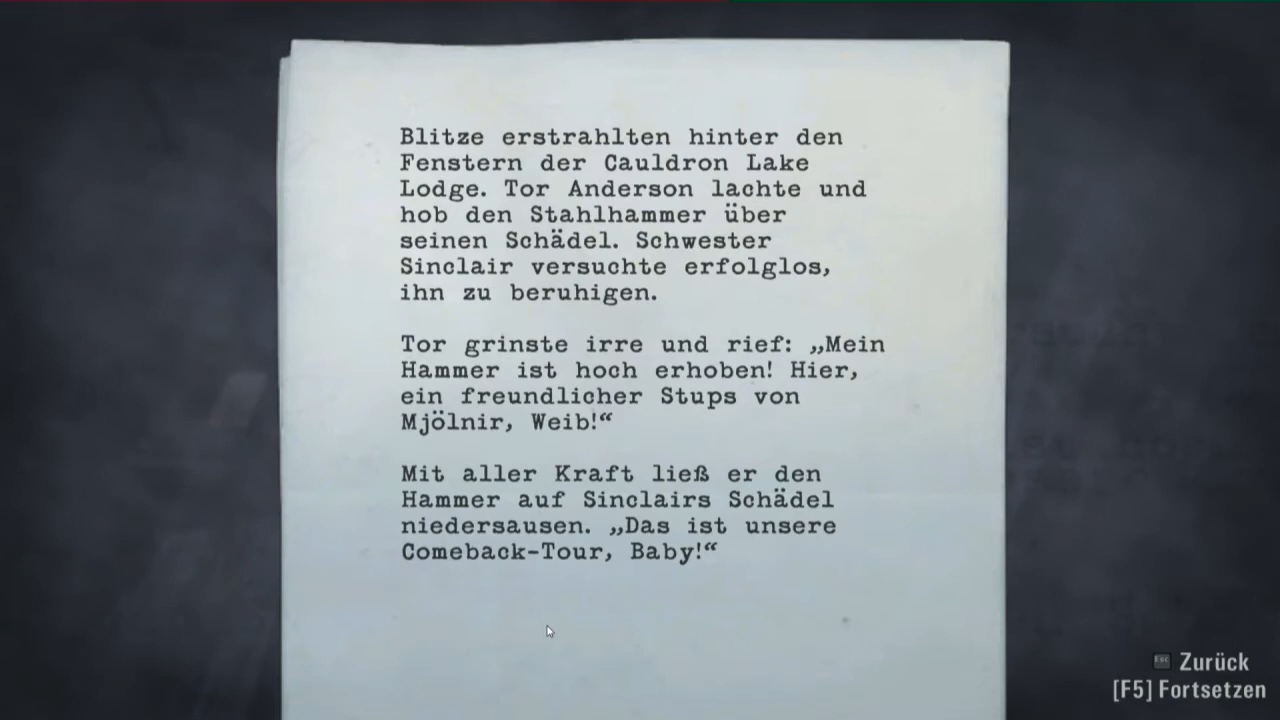 Blitze erstrahlten hinter den
Fenstern der Cauldron Lake
Lodge. Tor Anderson lachte und
hob den Stahlhammer über
seinen Schädel. Schwester
Sinclair versuchte erfolglos,
ihn zu beruhigen.
Tor grinste irre und rief: „Mein
Hammer ist hoch erhoben! Hier,
ein freundlicher Stups von
Mjölnir, Weib!“
Mit aller Kraft ließ er den
Hammer auf Sinclairs Schädel
niedersausen. „Das ist unsere
Comeback-Tour, Baby!“
Esc Zurück
[F5] Fortsetzen